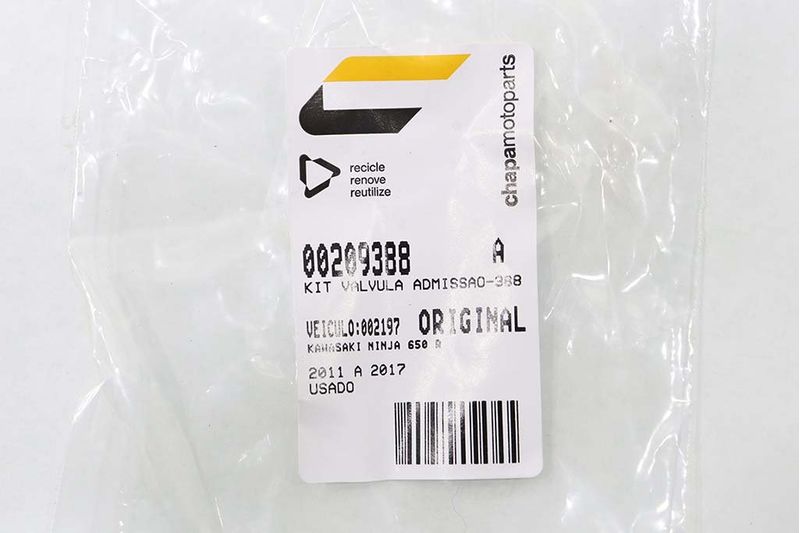 chapamotoparts
recicle
renove
reutilize
00209388 A
KIT VALVULA ADMISSAO-388
VEICULO:002197 ORIGINAL
KAWASAKI NINJA 650 R
2011 A 2017
USADO